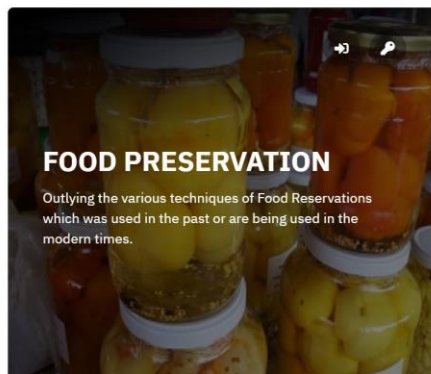 FOOD PRESERVATION
Outlying the various techniques of Food Reservations
which was used in the past or are being used in the
modern times.